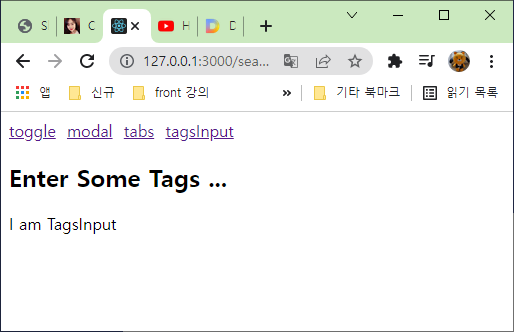 S
C
H
D
127.0.0.1:3000/sea...
앱 신규 front 강의 » 기타 북마크 읽기 목록
toggle modal tabs tagsInput
Enter Some Tags ...
I am TagsInput